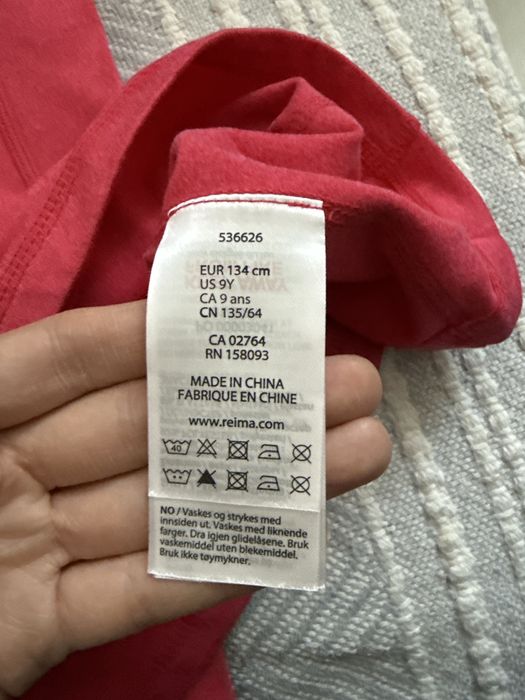 536626
EUR 134 cm
US 9Y
CA 9 ans
CN 135/64
CA 02764
RN 158093
MADE IN CHINA
FABRIQUE EN CHINE
www.reima.com
40
NO / Vaskes og strykes med
innsiden ut. Vaskes med liknende
farger. Dra igjen glidelåsene. Bruk
vaskemiddel uten blekemiddel.
Bruk ikke tøymykner.